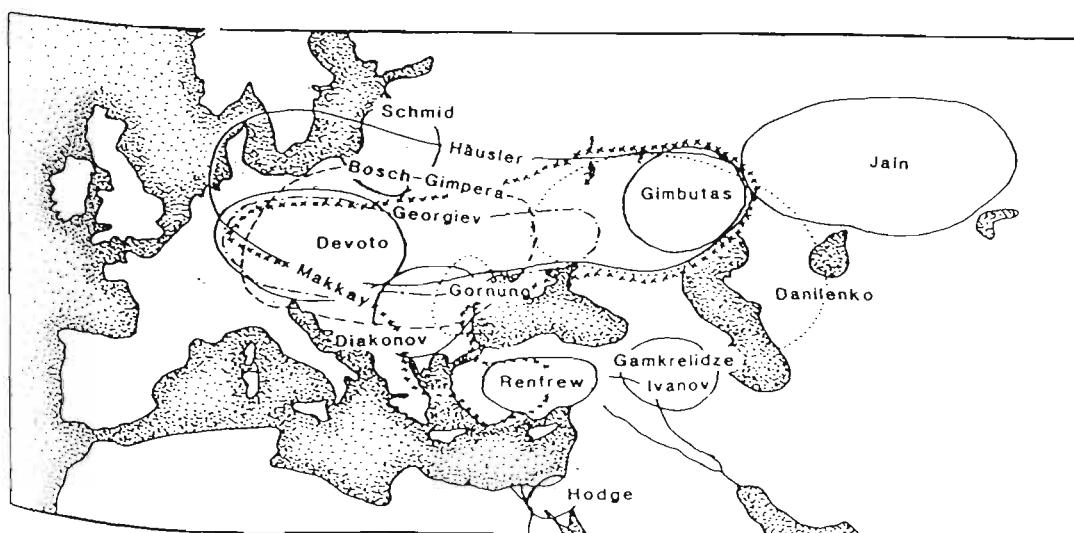 Schmid
Häusler
Jain
Bosch-Gimpera
Gimbutas
Georgiev
Devoto
Makkay
Gornung
Danilenko
Diakonov
Gamkrelidze
Ivanov
Renfrew
Hodge